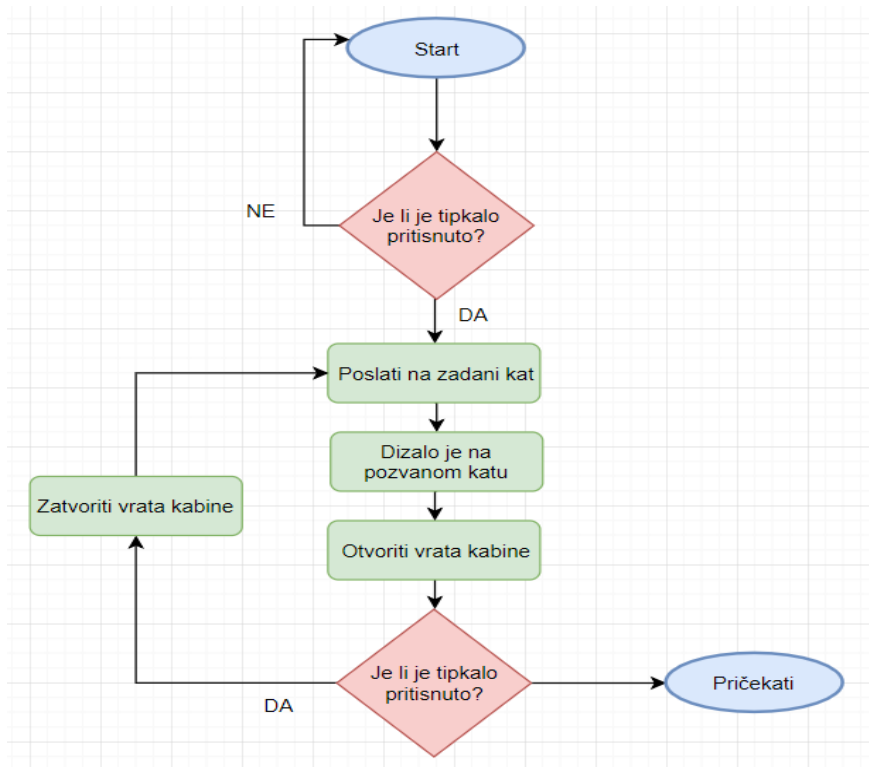 Start
Je li je tipkalo
pritisnuto?
NE
DA
Poslati na zadani kat
Dizalo je na
pozvanom katu
Zatvoriti vrata kabine
Otvoriti vrata kabine
Je li je tipkalo
pritisnuto?
DA
Pričekati